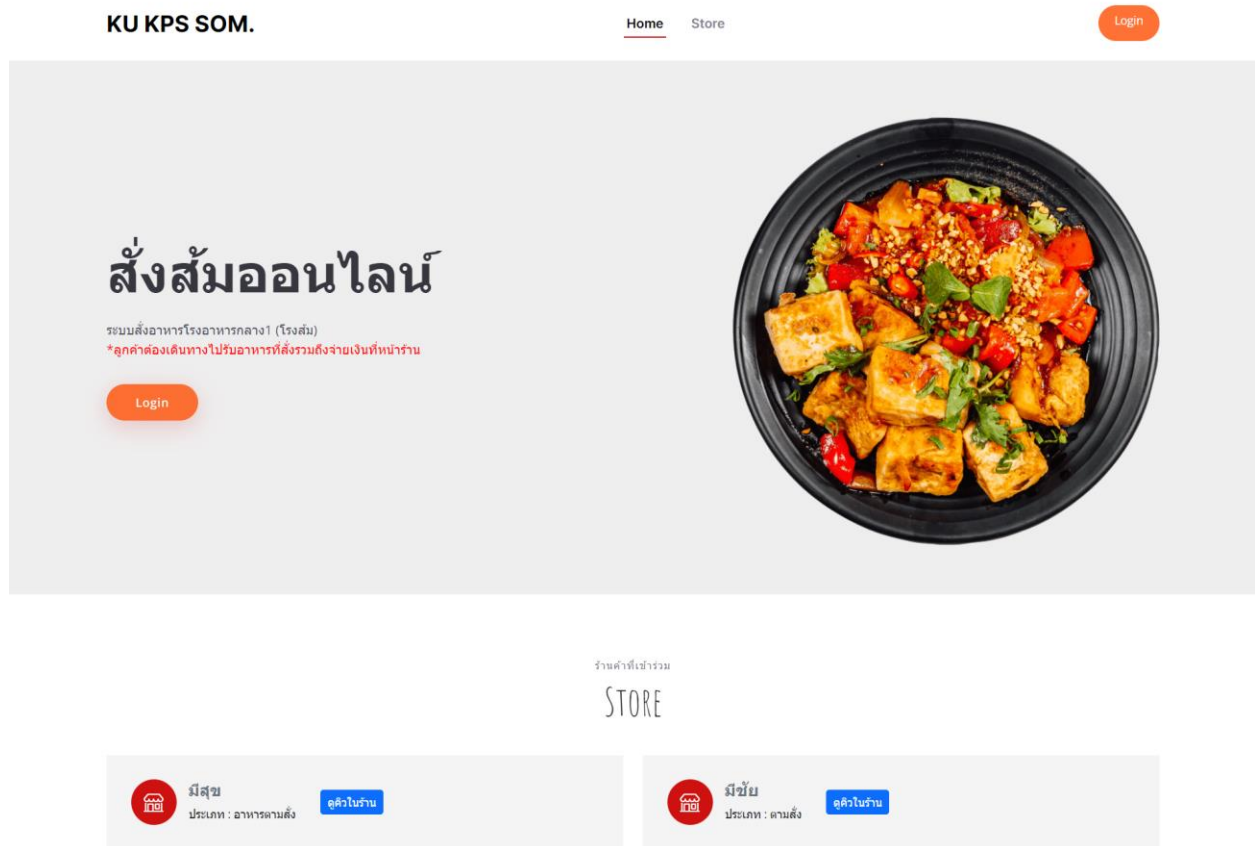 KU KPS SOM.
Home
Store
Login
สั่งส้มออนไลน์
ระบบสั่งอาหารโรงอาหารกลาง1 (โรงส้ม)
*ลูกค้าต้องเดินทางไปรับอาหารที่สั่งรวมถึงจ่ายเงินที่หน้าร้าน
Login
ร้านค้าที่เข้าร่วม
STORE
มีสุข
ประเภท : อาหารตามสั่ง
ดูคิวในร้าน
มีชัย
ประเภท : ตามสั่ง
ดูคิวในร้าน